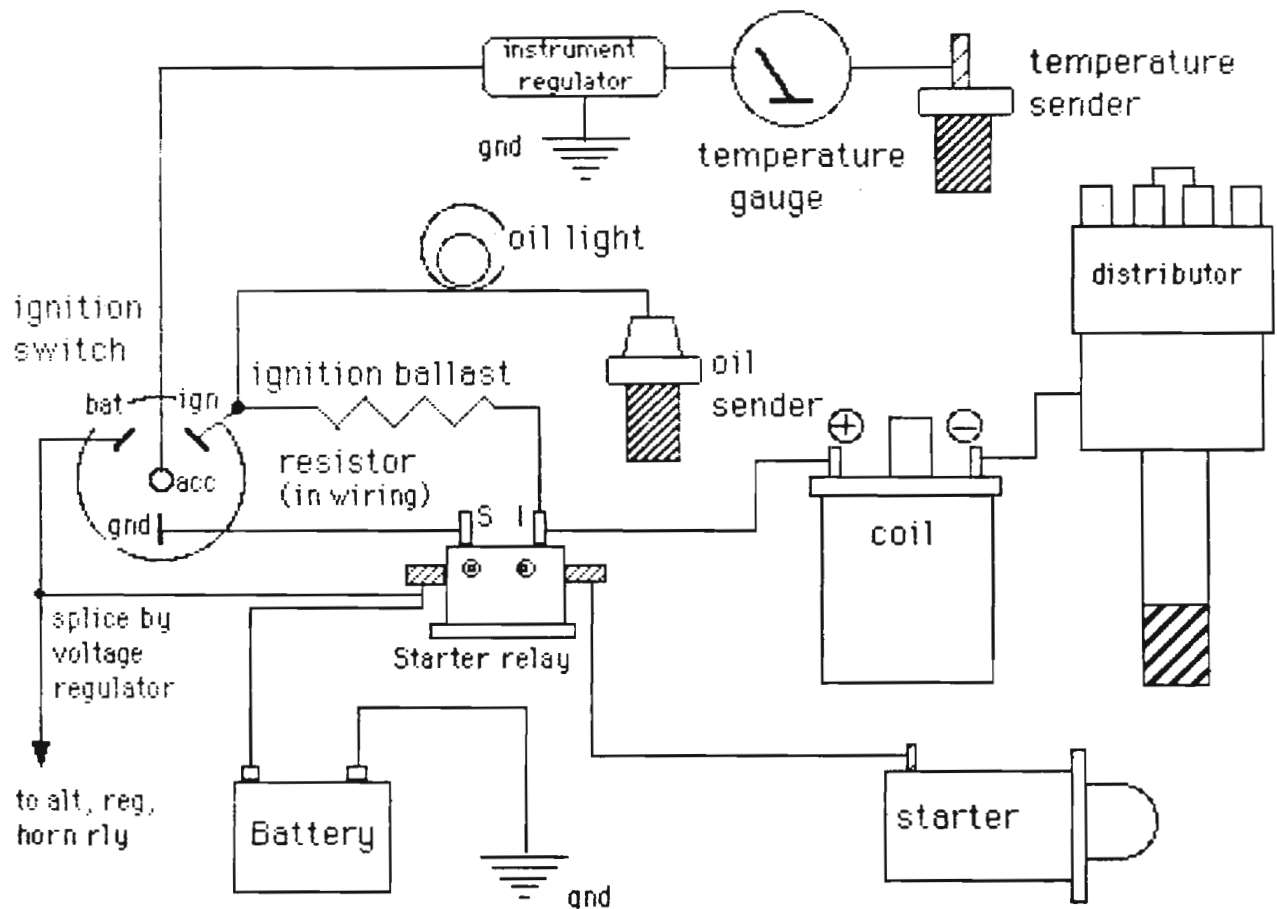 instrument
regulator
gnd
temperature
gauge
temperature
sender
oil light
distributor
ignition
switch
ignition ballast
resistor
(in wiring)
oil
sender
bat
ign
acc
gnd
S I
+
−
coil
splice by
voltage
regulator
Starter relay
to alt, reg,
horn rly
Battery
gnd
starter